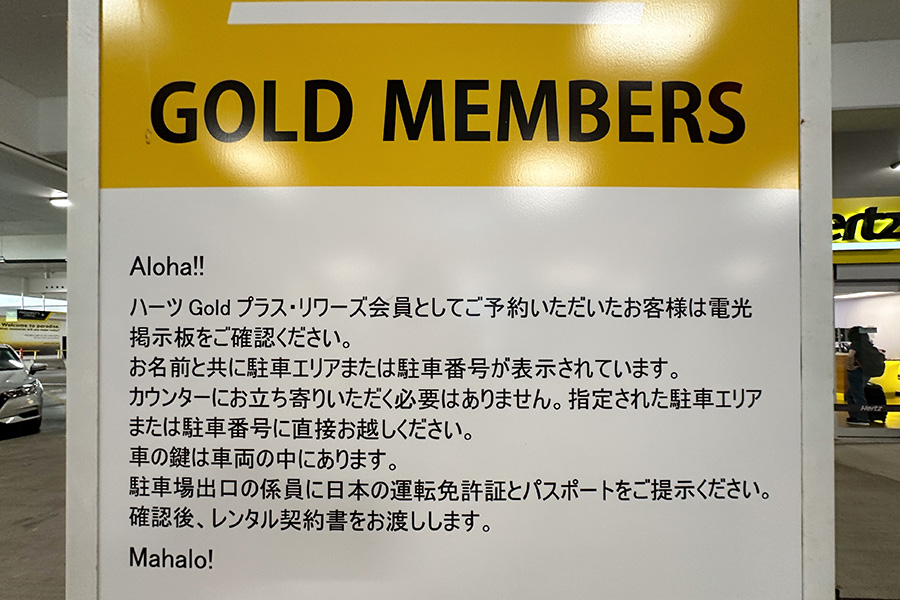 GOLD MEMBERS
Aloha!!
ハーツ Gold プラス・リワーズ会員としてご予約いただいたお客様は電光
掲示板をご確認ください。
お名前と共に駐車エリアまたは駐車番号が表示されています。
カウンターにお立ち寄りいただく必要はありません。指定された駐車エリア
または駐車番号に直接お越しください。
車の鍵は車両の中にあります。
駐車場出口の係員に日本の運転免許証とパスポートをご提示ください。
確認後、レンタル契約書をお渡しします。
Mahalo!
ertz
Welcome to paradise.
Hertz